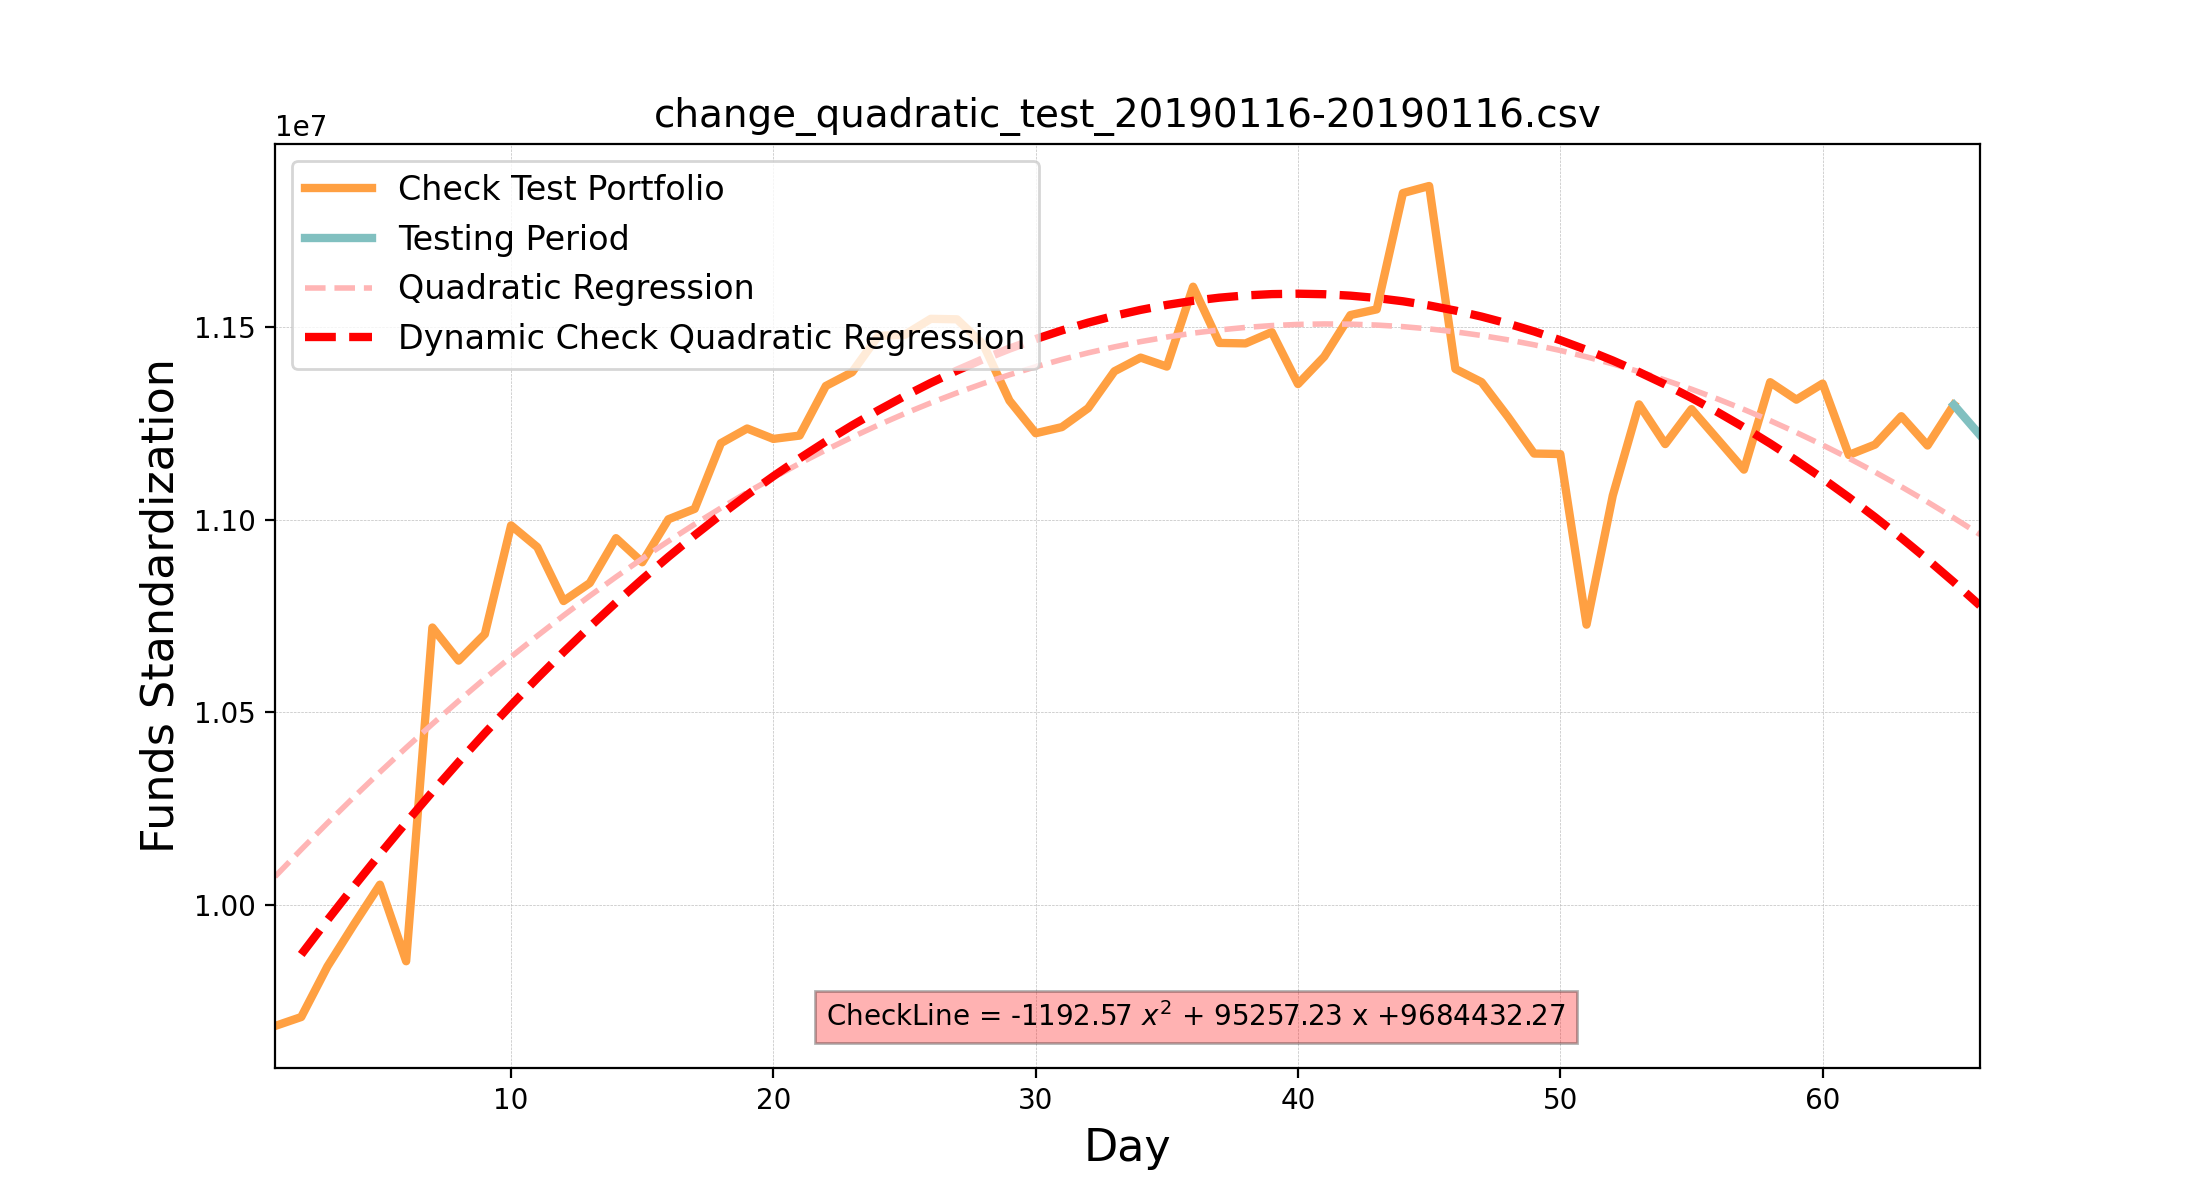 change_quadratic_test_20190116-20190116.csv
1e7
Check Test Portfolio
Testing Period
Quadratic Regression
Dynamic Check Quadratic Regression
1.15
1.10
1.05
1.00
Funds Standardization
CheckLine = -1192.57 x² + 95257.23 x +9684432.27
10 20 30 40 50 60
Day